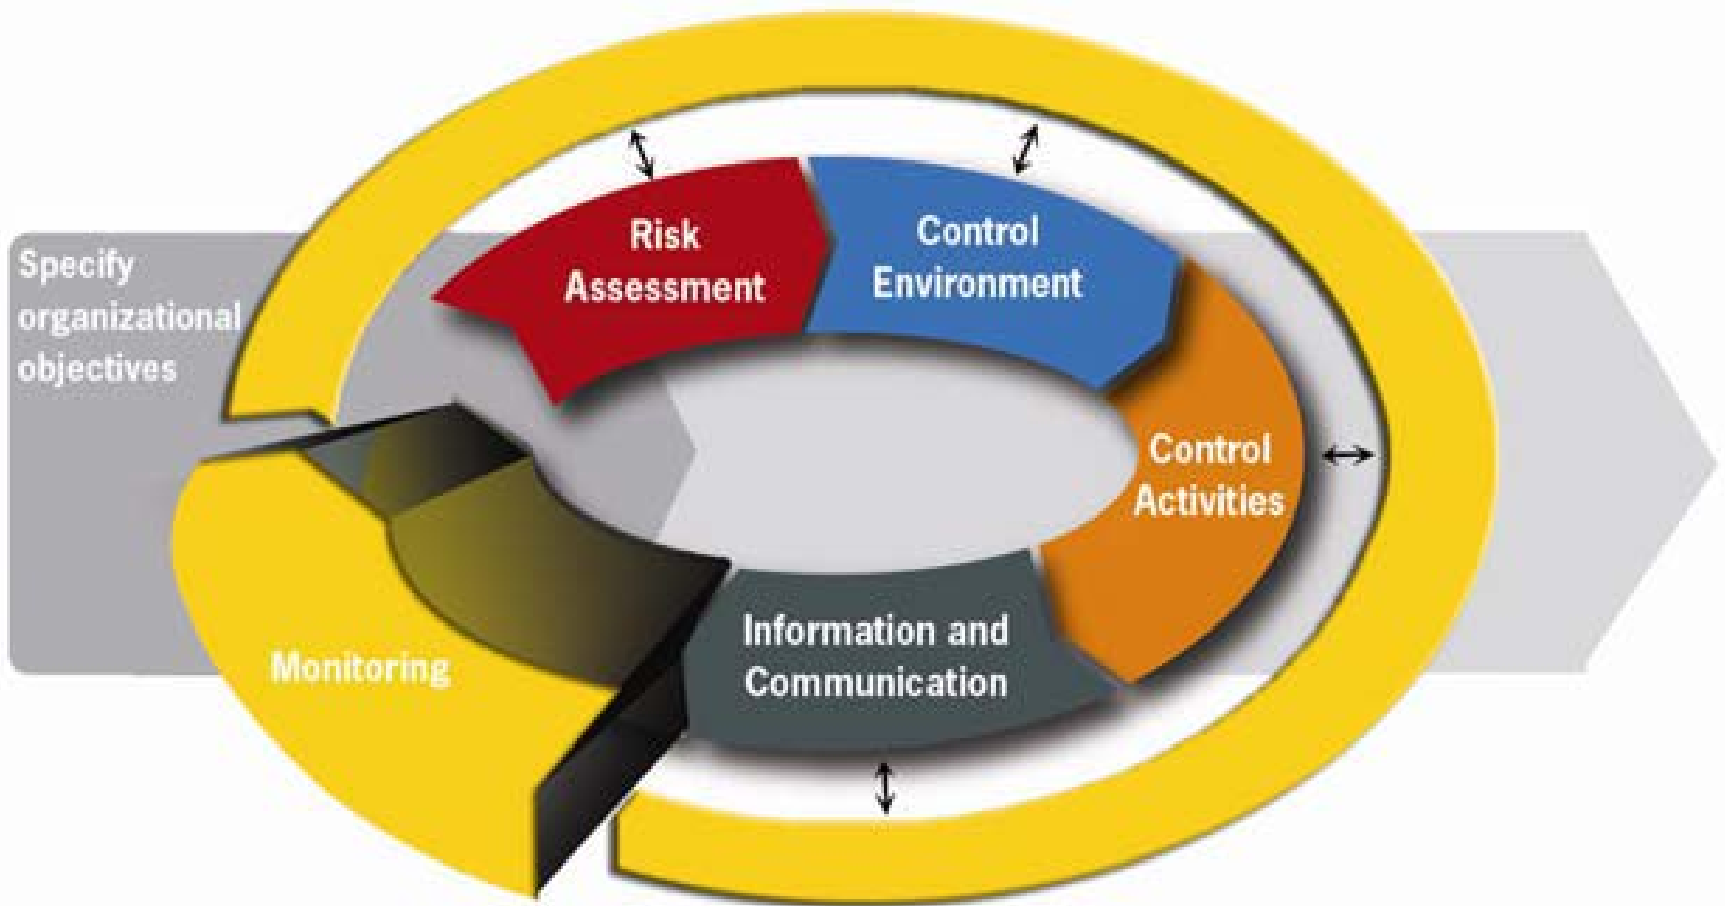 Specify
organizational
objectives
Risk
Assessment
Control
Environment
Control
Activities
Information and
Communication
Monitoring